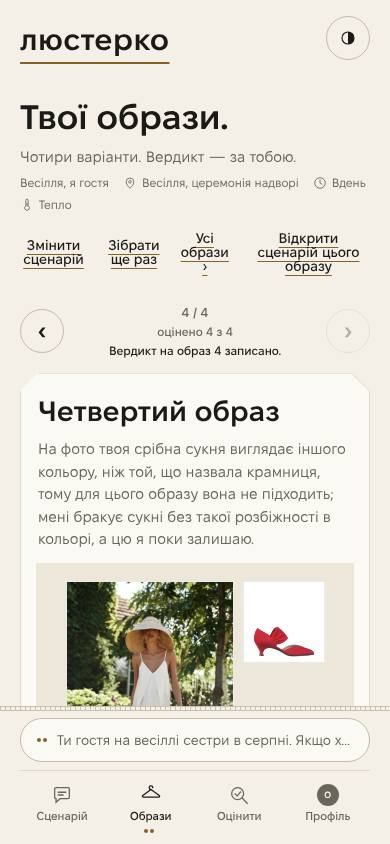 люстерко
Твої образи.
Чотири варіанти. Вердикт — за тобою.
Весілля, я гостя Весілля, церемонія надворі Вдень
Тепло
Змінити сценарій
Зібрати ще раз
Усі образи ›
Відкрити сценарій цього образу
4 / 4
оцінено 4 з 4
Вердикт на образ 4 записано.
Четвертий образ
На фото твоя срібна сукня виглядає іншого
кольору, ніж той, що назвала крамниця,
тому для цього образу вона не підходить;
мені бракує сукні без такої розбіжності в
кольорі, а цю я поки залишаю.
Ти гостя на весіллі сестри в серпні. Якщо х...
Сценарій Образи Оцінити Профіль